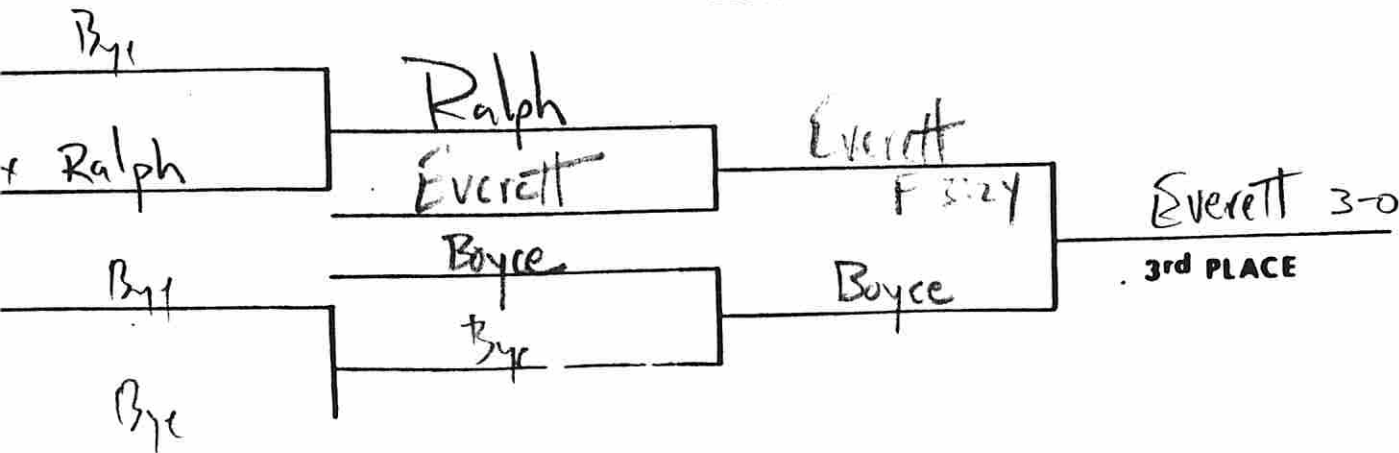 Bye
Ralph
Ralph
Everett
Everett
F 3:24
Everett 3-0
3rd PLACE
Boyce
Bye
Boyce
Bye
Bye